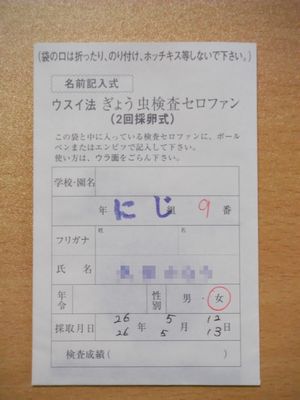 (袋の口は折ったり、のり付け、ホッチキス等しないで下さい。)
名前記入式
ウスイ法 ぎょう虫検査セロファン
(2回採卵式)
この袋と中に入っている検査セロファンに、ボール
ペンまたはエンピツで記入して下さい。
使い方は、ウラ面をごらん下さい。
学校・園名
年 にじ 組 9 番
フリガナ
氏名
年令 性別 男・女
採取月日 26 年 5 月 12 日
26 5 13
検査成績( )